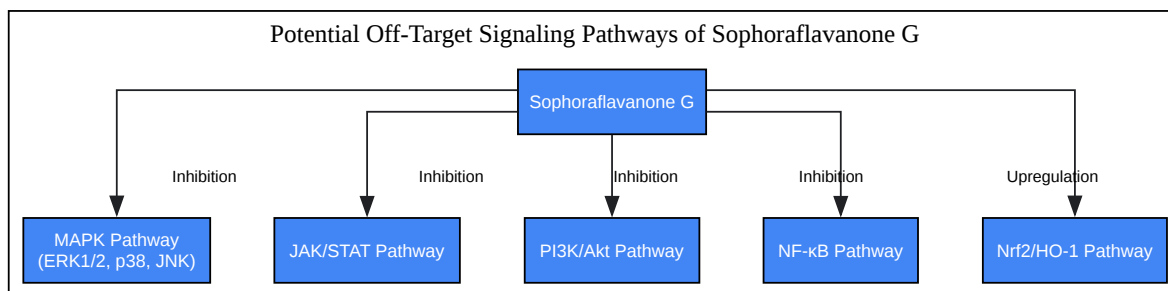 Potential Off-Target Signaling Pathways of Sophoraflavanone G
Sophoraflavanone G
Inhibition
Inhibition
Inhibition
Inhibition
Upregulation
MAPK Pathway
(ERK1/2, p38, JNK)
JAK/STAT Pathway
PI3K/Akt Pathway
NF-κB Pathway
Nrf2/HO-1 Pathway